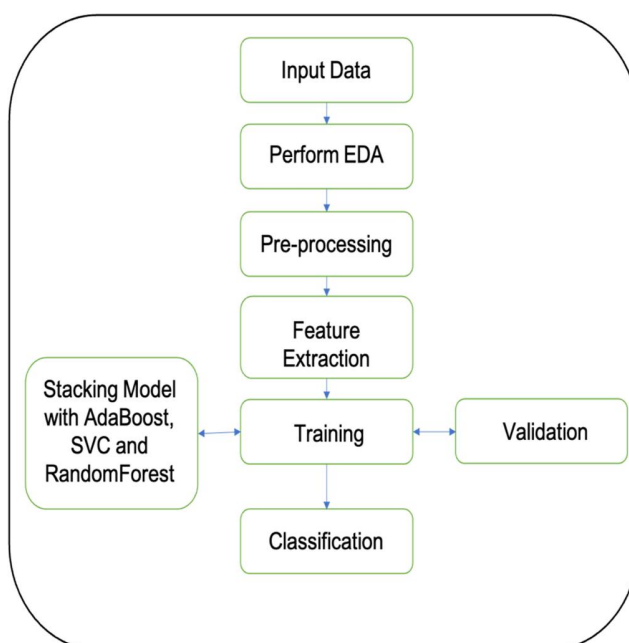 Input Data
Perform EDA
Pre-processing
Feature
Extraction
Stacking Model
with AdaBoost,
SVC and
RandomForest
Training
Validation
Classification